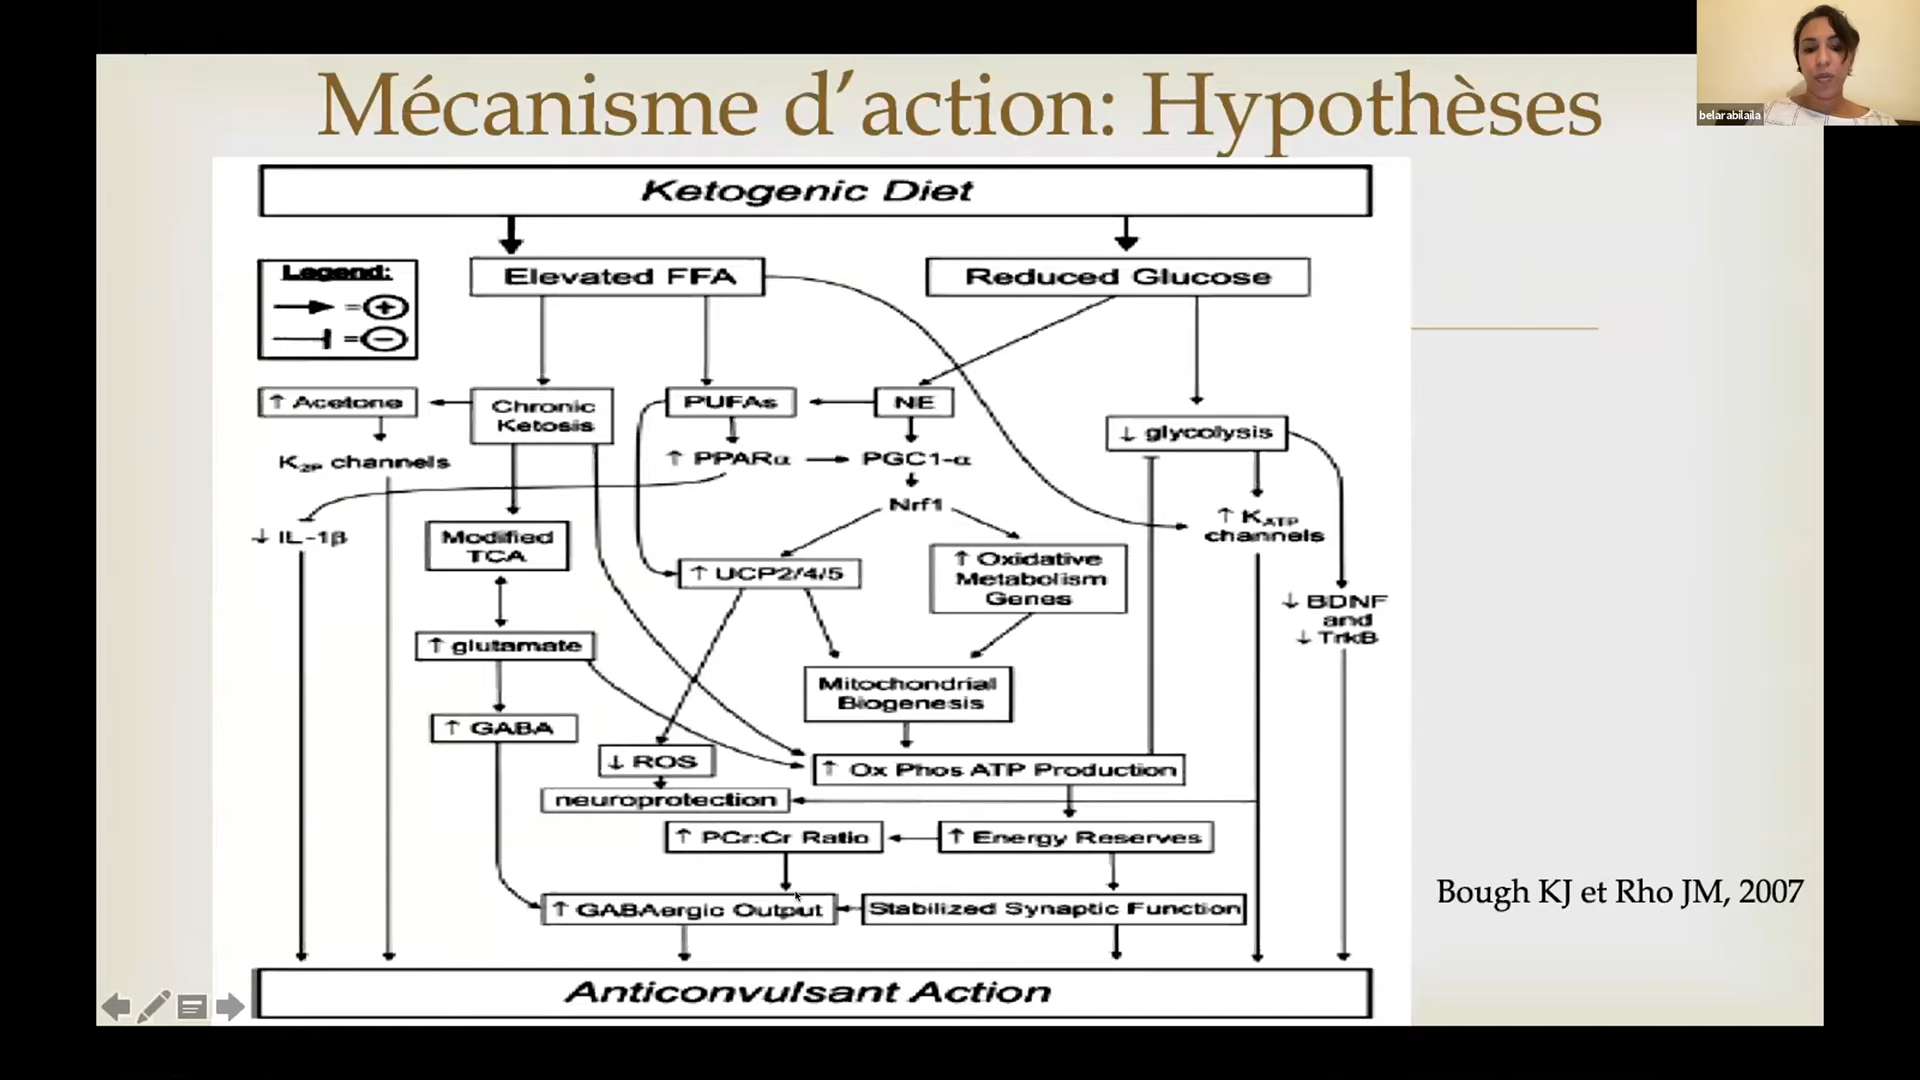 belarabilaila
Mécanisme d’action: Hypothèses
Ketogenic Diet
Legend:
=+
=−
Elevated FFA
Reduced Glucose
↑ Acetone
Chronic
Ketosis
PUFAs
NE
↓ glycolysis
K2P channels
↑ PPARα
PGC1-α
Nrf1
↑ KATP
channels
↓ IL-1β
Modified
TCA
↑ UCP2/4/5
↑ Oxidative
Metabolism
Genes
↓ BDNF
and
↓ TrkB
↑ glutamate
Mitochondrial
Biogenesis
↑ GABA
↓ ROS
↑ Ox Phos ATP Production
neuroprotection
↑ PCr:Cr Ratio
↑ Energy Reserves
↑ GABAergic Output
Stabilized Synaptic Function
Bough KJ et Rho JM, 2007
Anticonvulsant Action